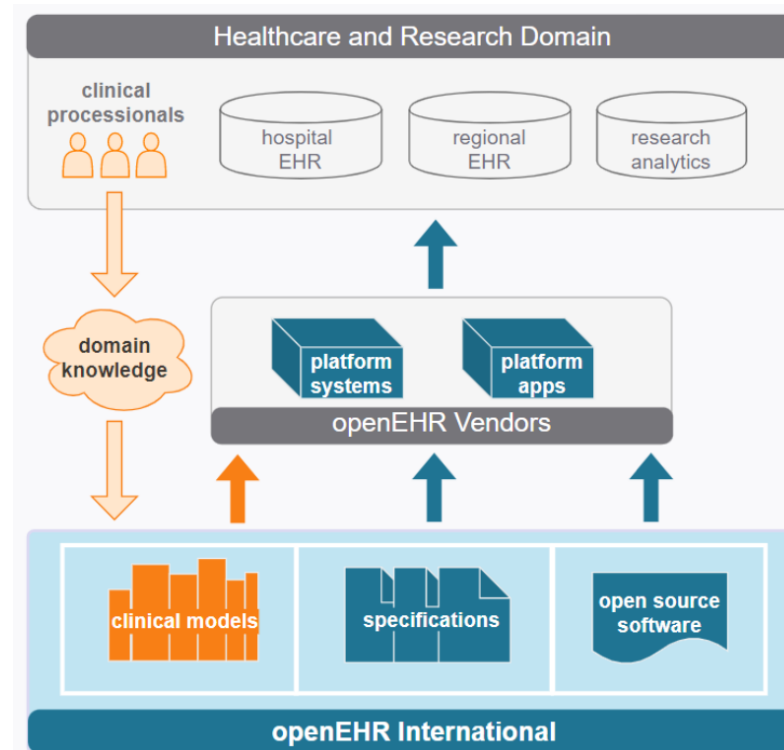 Healthcare and Research Domain
clinical
processionals
hospital
EHR
regional
EHR
research
analytics
domain
knowledge
platform
systems
platform
apps
openEHR Vendors
clinical models
specifications
open source
software
openEHR International